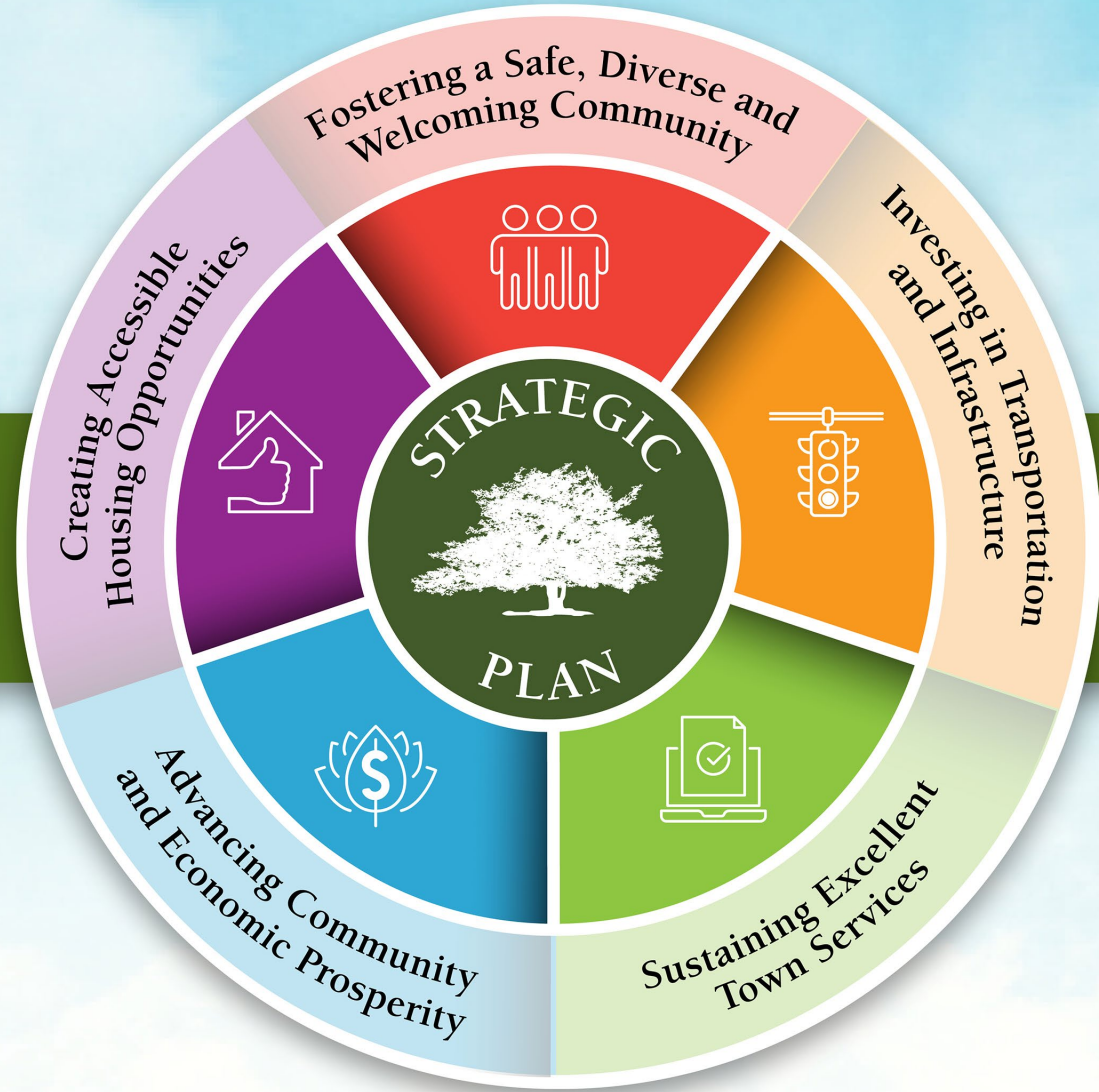 Fostering a Safe, Diverse and
Welcoming Community
Investing in Transportation
and Infrastructure
Sustaining Excellent
Town Services
Advancing Community
and Economic Prosperity
Creating Accessible
Housing Opportunities
STRATEGIC
PLAN
$